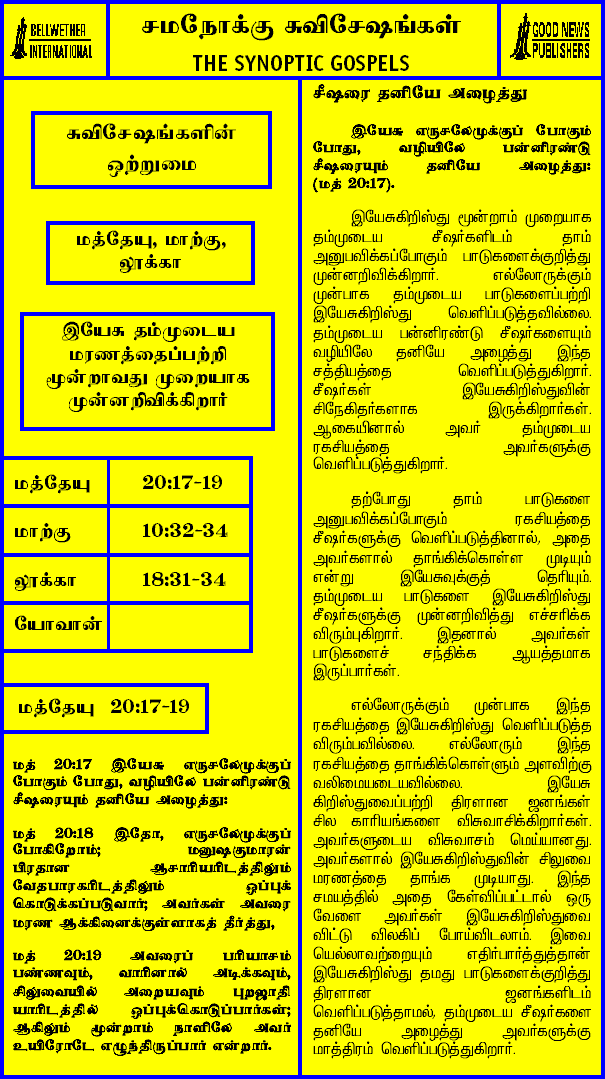 BELLWETHER
INTERNATIONAL
சமநோக்கு சுவிசேஷங்கள்
THE SYNOPTIC GOSPELS
GOOD NEWS
PUBLISHERS
சுவிசேஷங்களின்
ஒற்றுமை
மத்தேயு, மாற்கு,
லூக்கா
இயேசு தம்முடைய
மரணத்தைப்பற்றி
மூன்றாவது முறையாக
முன்னறிவிக்கிறார்
மத்தேயு 20:17-19
மாற்கு 10:32-34
லூக்கா 18:31-34
யோவான்
மத்தேயு 20:17-19
மத் 20:17 இயேசு எருசலேமுக்குப்
போகும் போது, வழியிலே பன்னிரண்டு
சீஷரையும் தனியே அழைத்து:
மத் 20:18 இதோ, எருசலேமுக்குப்
போகிறோம்; மனுஷகுமாரன்
பிரதான ஆசாரியரிடத்திலும்
வேதபாரகரிடத்திலும் ஒப்புக்
கொடுக்கப்படுவார்; அவர்கள் அவரை
மரண ஆக்கினைக்குள்ளாகத் தீர்த்து,
மத் 20:19 அவரைப் பரியாசம்
பண்ணவும், வாரினால் அடிக்கவும்,
சிலுவையில் அறையவும் புறஜாதி
யாரிடத்தில் ஒப்புக்கொடுப்பார்கள்;
ஆகிலும் மூன்றாம் நாளிலே அவர்
உயிரோடே எழுந்திருப்பார் என்றார்.
சீஷரை தனியே அழைத்து
இயேசு எருசலேமுக்குப் போகும்
போது, வழியிலே பன்னிரண்டு
சீஷரையும் தனியே அழைத்து:
(மத் 20:17).
இயேசுகிறிஸ்து மூன்றாம் முறையாக
தம்முடைய சீஷர்களிடம் தாம்
அனுபவிக்கப்போகும் பாடுகளைக்குறித்து
முன்னறிவிக்கிறார். எல்லோருக்கும்
முன்பாக தம்முடைய பாடுகளைப்பற்றி
இயேசுகிறிஸ்து வெளிப்படுத்தவில்லை.
தம்முடைய பன்னிரண்டு சீஷர்களையும்
வழியிலே தனியே அழைத்து இந்த
சத்தியத்தை வெளிப்படுத்துகிறார்.
சீஷர்கள் இயேசுகிறிஸ்துவின்
சிநேகிதர்களாக இருக்கிறார்கள்.
ஆகையினால் அவர் தம்முடைய
ரகசியத்தை அவர்களுக்கு
வெளிப்படுத்துகிறார்.
தற்போது தாம் பாடுகளை
அனுபவிக்கப்போகும் ரகசியத்தை
சீஷர்களுக்கு வெளிப்படுத்தினால், அதை
அவர்களால் தாங்கிக்கொள்ள முடியும்
என்று இயேசுவுக்குத் தெரியும்.
தம்முடைய பாடுகளை இயேசுகிறிஸ்து
சீஷர்களுக்கு முன்னறிவித்து எச்சரிக்க
விரும்புகிறார். இதனால் அவர்கள்
பாடுகளைச் சந்திக்க ஆயத்தமாக
இருப்பார்கள்.
எல்லோருக்கும் முன்பாக இந்த
ரகசியத்தை இயேசுகிறிஸ்து வெளிப்படுத்த
விரும்பவில்லை. எல்லோரும் இந்த
ரகசியத்தை தாங்கிக்கொள்ளும் அளவிற்கு
வலிமையடையவில்லை. இயேசு
கிறிஸ்துவைப்பற்றி திரளான ஜனங்கள்
சில காரியங்களை விசுவாசிக்கிறார்கள்.
அவர்களுடைய விசுவாசம் மெய்யானது.
அவர்களால் இயேசுகிறிஸ்துவின் சிலுவை
மரணத்தை தாங்க முடியாது. இந்த
சமயத்தில் அதை கேள்விப்பட்டால் ஒரு
வேளை அவர்கள் இயேசுகிறிஸ்துவை
விட்டு விலகிப் போய்விடலாம். இவை
யெல்லாவற்றையும் எதிர்பார்த்துத்தான்
இயேசுகிறிஸ்து தமது பாடுகளைக்குறித்து
திரளான ஜனங்களிடம்
வெளிப்படுத்தாமல், தம்முடைய சீஷர்களை
தனியே அழைத்து அவர்களுக்கு
மாத்திரம் வெளிப்படுத்துகிறார்.